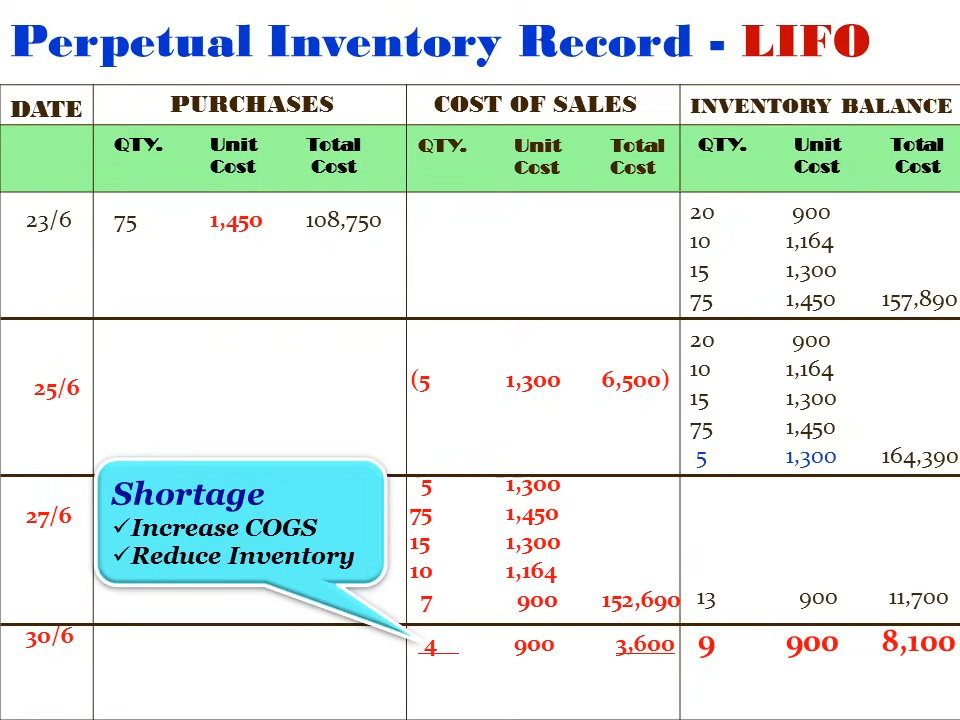 Perpetual Inventory Record - LIFO
DATE PURCHASES COST OF SALES INVENTORY BALANCE
QTY. Unit Cost Total Cost QTY. Unit Cost Total Cost QTY. Unit Cost Total Cost
23/6 75 1,450 108,750
20 900
10 1,164
15 1,300
75 1,450 157,890
25/6 (5 1,300 6,500)
20 900
10 1,164
15 1,300
75 1,450
5 1,300 164,390
Shortage
✓Increase COGS
✓Reduce Inventory
27/6
5 1,300
75 1,450
15 1,300
10 1,164
7 900 152,690 13 900 11,700
30/6 4 900 3,600 9 900 8,100